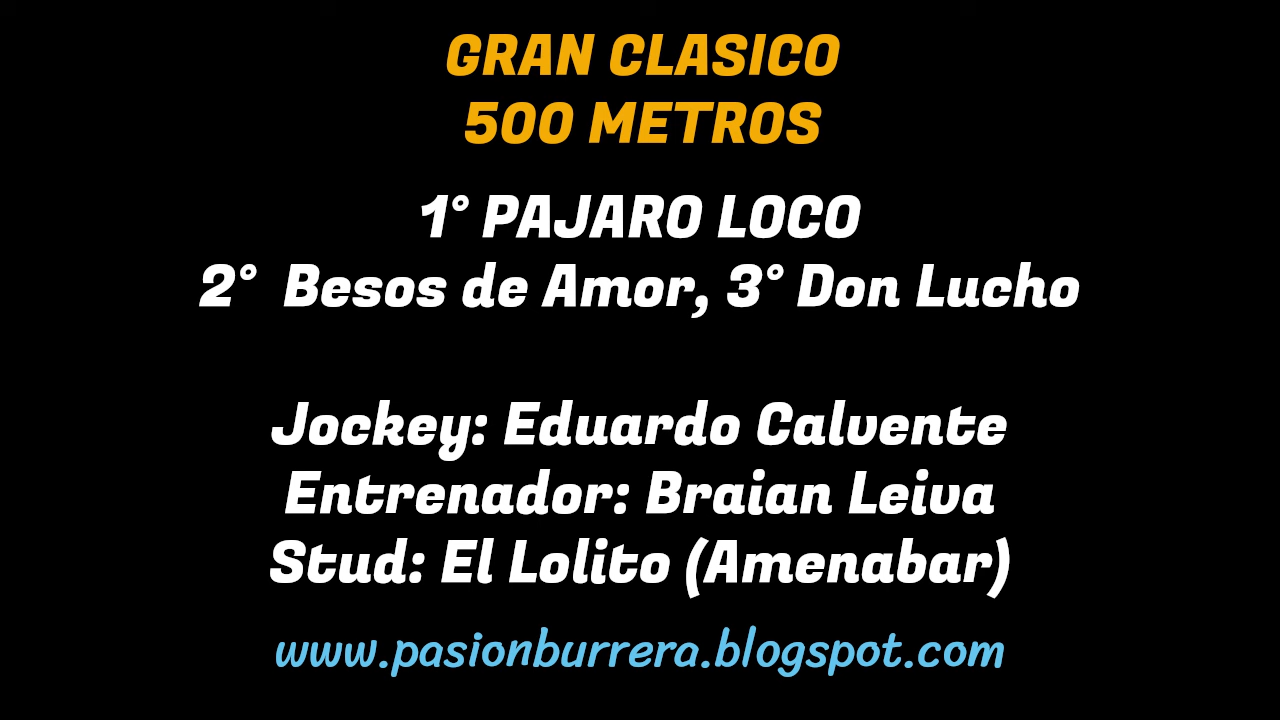 GRAN CLASICO
500 METROS
1° PAJARO LOCO
2°  Besos de Amor, 3° Don Lucho
Jockey: Eduardo Calvente
Entrenador: Braian Leiva
Stud: El Lolito (Amenabar)
www.pasionburrera.blogspot.com